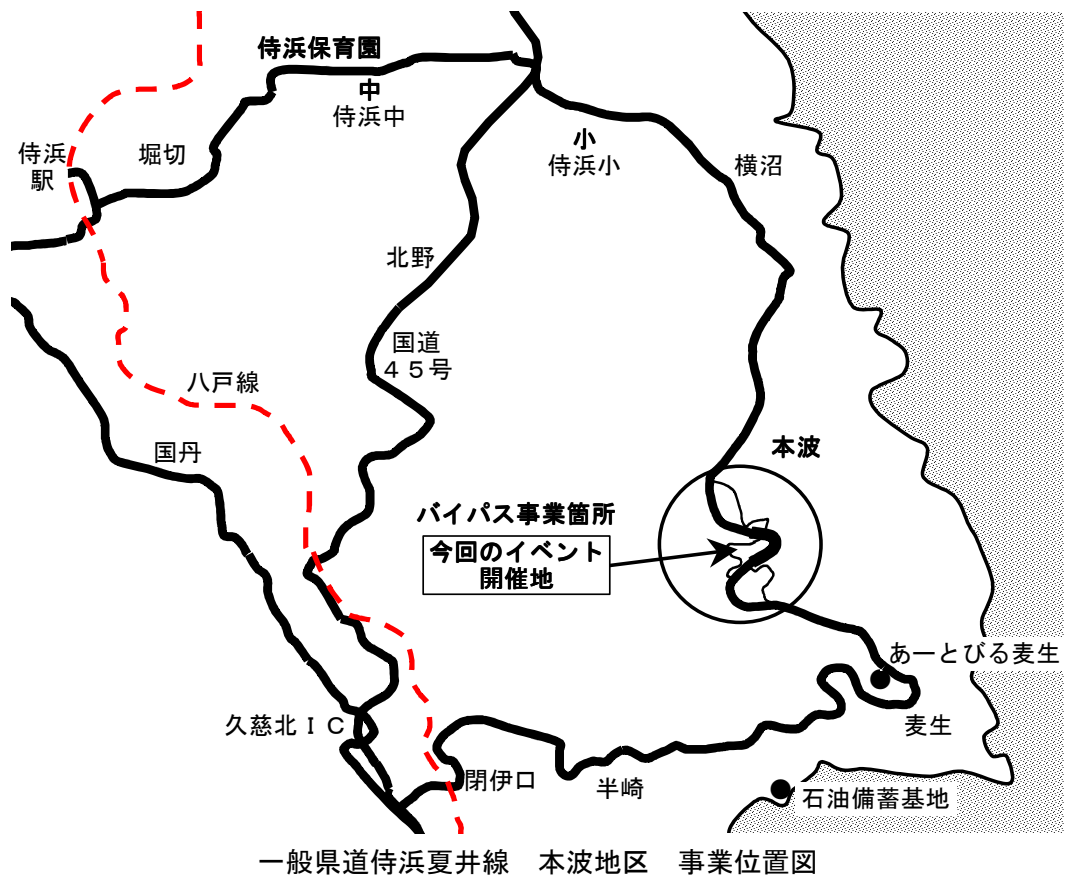 侍浜保育園
中
侍浜中
小
侍浜小
侍浜
駅
堀切
横沼
北野
国道
４５号
八戸線
国丹
本波
バイパス事業箇所
今回のイベント
開催地
あーとびる麦生
麦生
久慈北ＩＣ
閉伊口
半崎
石油備蓄基地
一般県道侍浜夏井線　本波地区　事業位置図